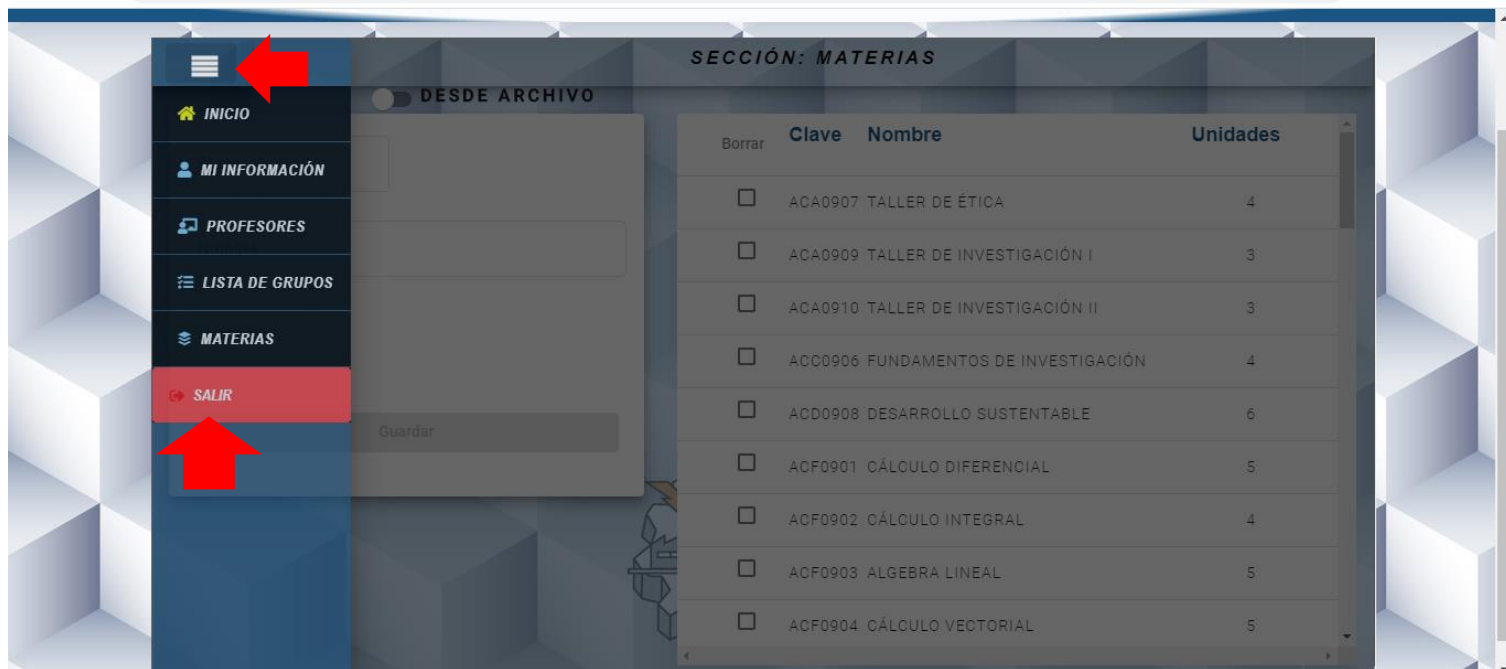 SECCIÓN: MATERIAS
DESDE ARCHIVO
INICIO
MI INFORMACIÓN
PROFESORES
LISTA DE GRUPOS
MATERIAS
SALIR
Guardar
Borrar Clave Nombre Unidades
ACA0907 TALLER DE ÉTICA 4
ACA0909 TALLER DE INVESTIGACIÓN I 3
ACA0910 TALLER DE INVESTIGACIÓN II 3
ACC0906 FUNDAMENTOS DE INVESTIGACIÓN 4
ACD0908 DESARROLLO SUSTENTABLE 6
ACF0901 CÁLCULO DIFERENCIAL 5
ACF0902 CÁLCULO INTEGRAL 4
ACF0903 ALGEBRA LINEAL 5
ACF0904 CÁLCULO VECTORIAL 5